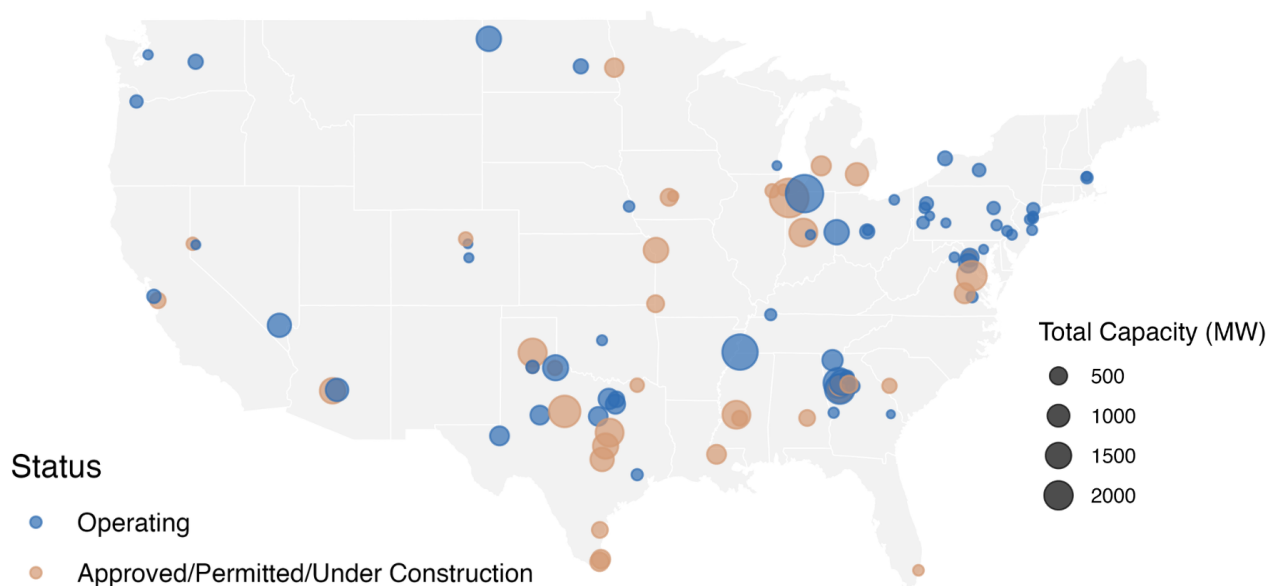 Total Capacity (MW)
500
1000
1500
2000
Status
Operating
Approved/Permitted/Under Construction